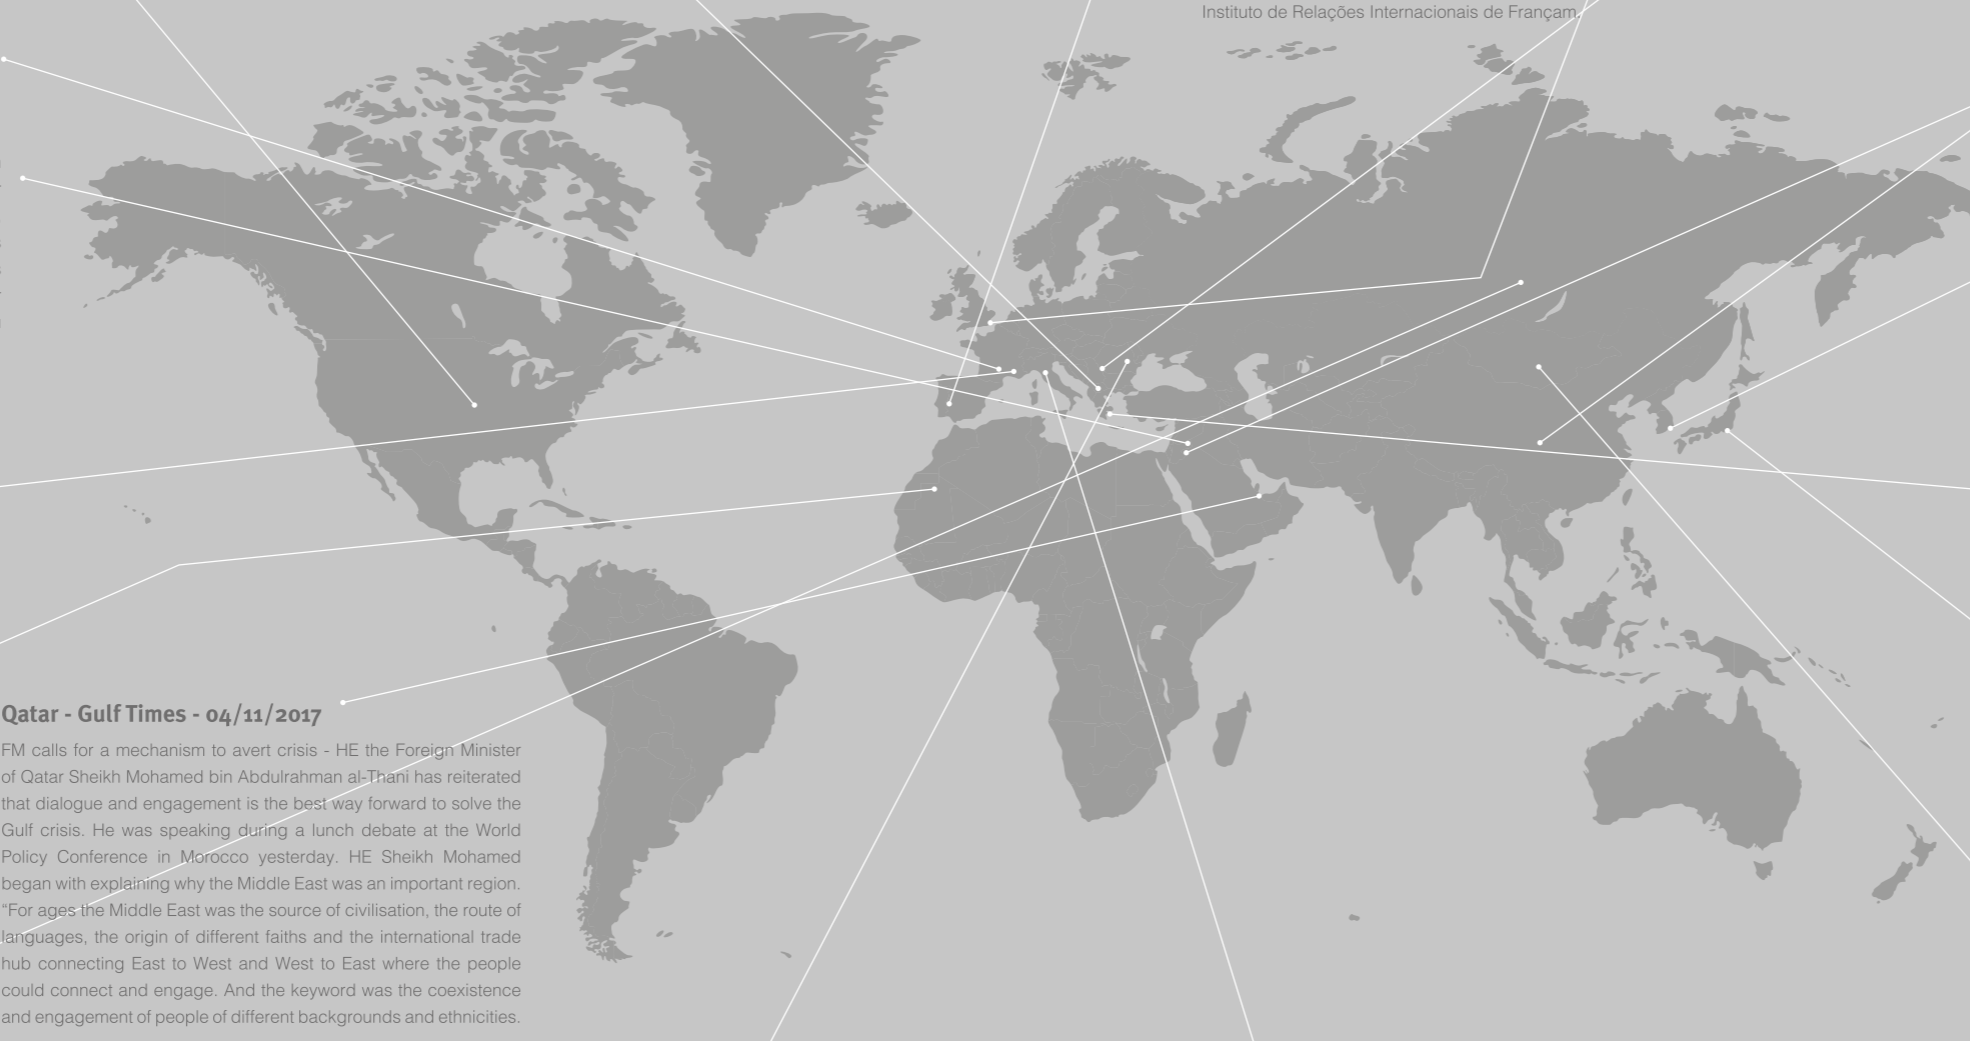 Instituto de Relações Internacionais de Françam.
Qatar - Gulf Times - 04/11/2017
FM calls for a mechanism to avert crisis - HE the Foreign Minister
of Qatar Sheikh Mohamed bin Abdulrahman al-Thani has reiterated
that dialogue and engagement is the best way forward to solve the
Gulf crisis. He was speaking during a lunch debate at the World
Policy Conference in Morocco yesterday. HE Sheikh Mohamed
began with explaining why the Middle East was an important region.
“For ages the Middle East was the source of civilisation, the route of
languages, the origin of different faiths and the international trade
hub connecting East to West and West to East where the people
could connect and engage. And the keyword was the coexistence
and engagement of people of different backgrounds and ethnicities.